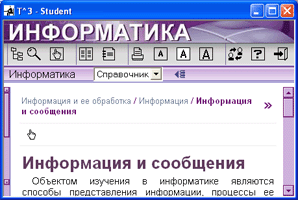 T^3 - Student
ИНФОРМАТИКА
A A A
?
Информатика Справочник
Информация и ее обработка / Информация / Информация »
и сообщения
Информация и сообщения
Объектом изучения в информатике являются
способы представления информации, процессы ее